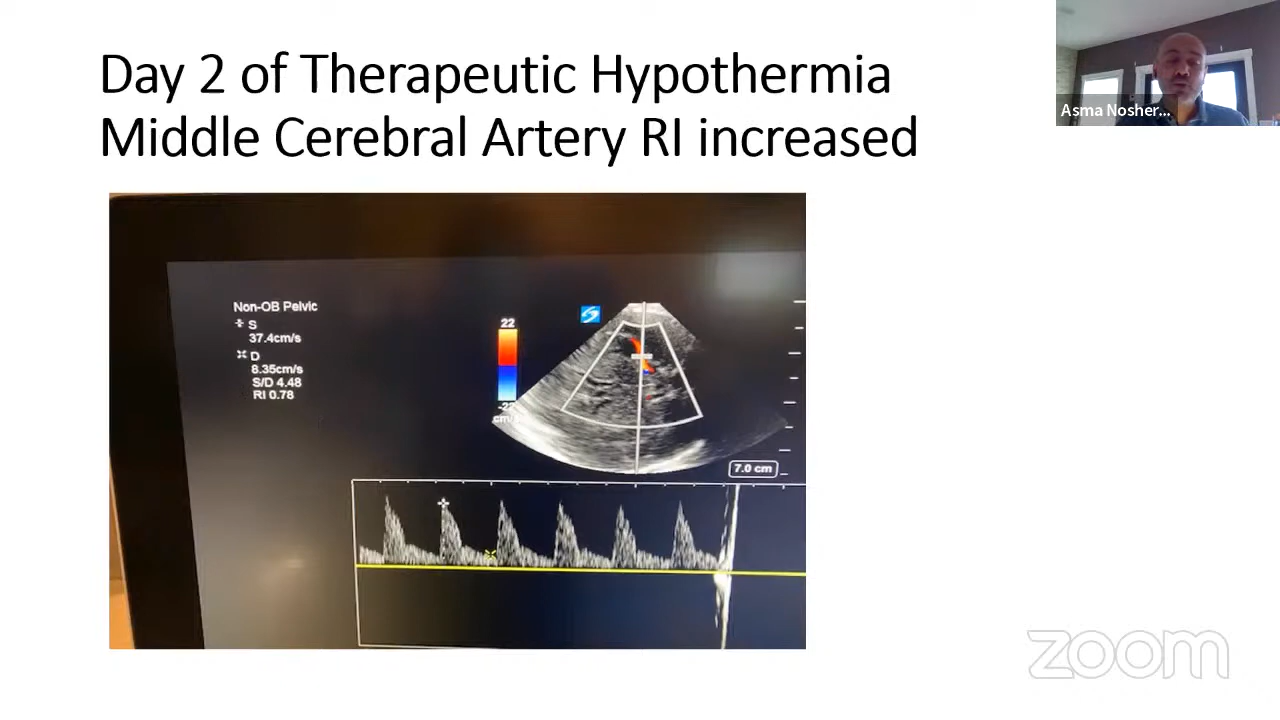 Day 2 of Therapeutic Hypothermia
Middle Cerebral Artery RI increased
Asma Nosher...
Non-OB Pelvic
S
37.4cm/s
D
8.35cm/s
S/D 4.48
RI 0.78
22
cm/
7.0 cm
zoom